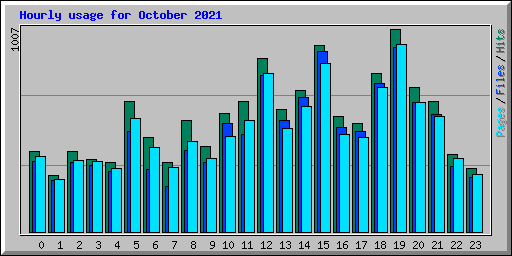 Hourly usage for October 2021
1007
Pages/Files/Hits
0 1 2 3 4 5 6 7 8 9 10 11 12 13 14 15 16 17 18 19 20 21 22 23